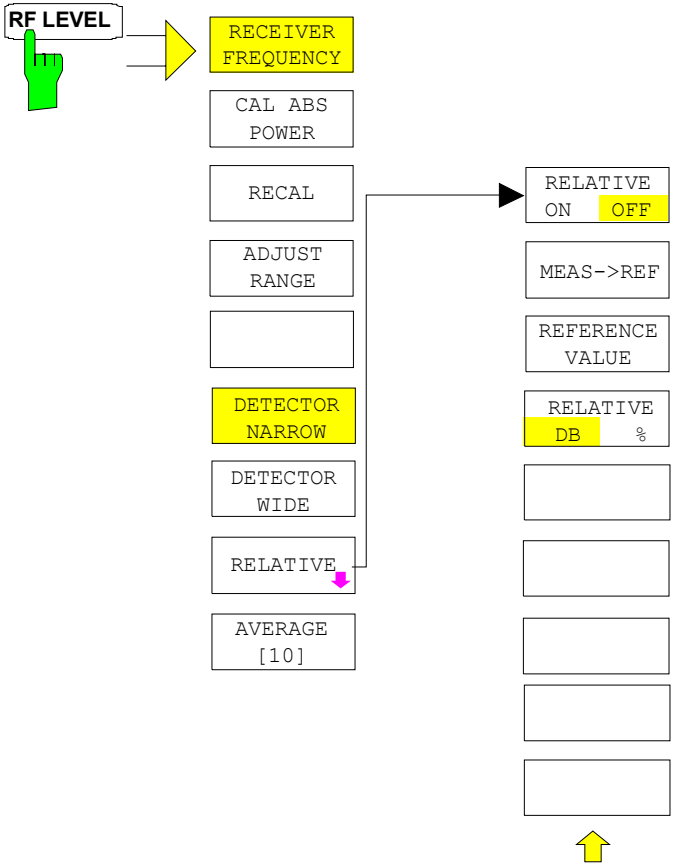 RF LEVEL
RECEIVER
FREQUENCY
CAL ABS
POWER
RECAL
ADJUST
RANGE
DETECTOR
NARROW
DETECTOR
WIDE
RELATIVE
AVERAGE
[10]
RELATIVE
ON OFF
MEAS->REF
REFERENCE
VALUE
RELATIVE
DB %